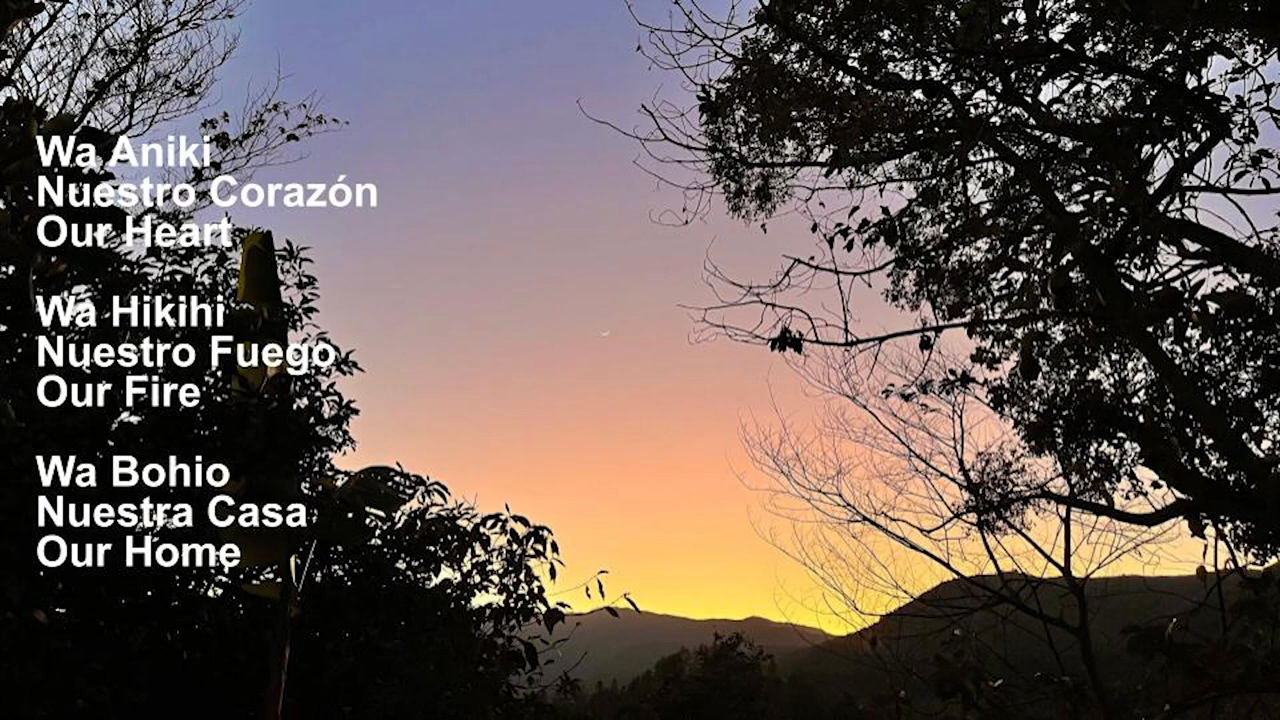 Wa Aniki
Nuestro Corazón
Our Heart
Wa Hikihi
Nuestro Fuego
Our Fire
Wa Bohio
Nuestra Casa
Our Home